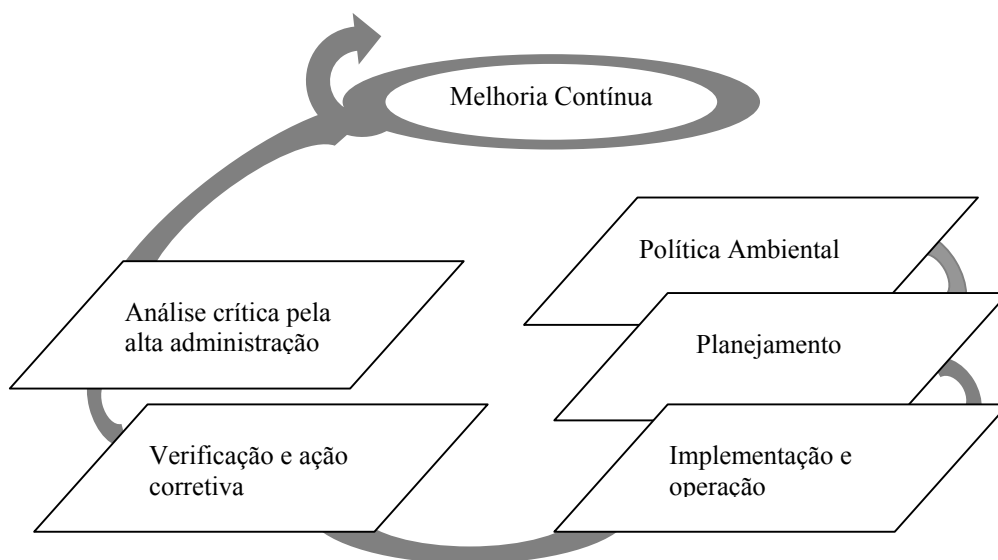 Melhoria Contínua
Política Ambiental
Análise crítica pela
alta administração
Planejamento
Verificação e ação
corretiva
Implementação e
operação